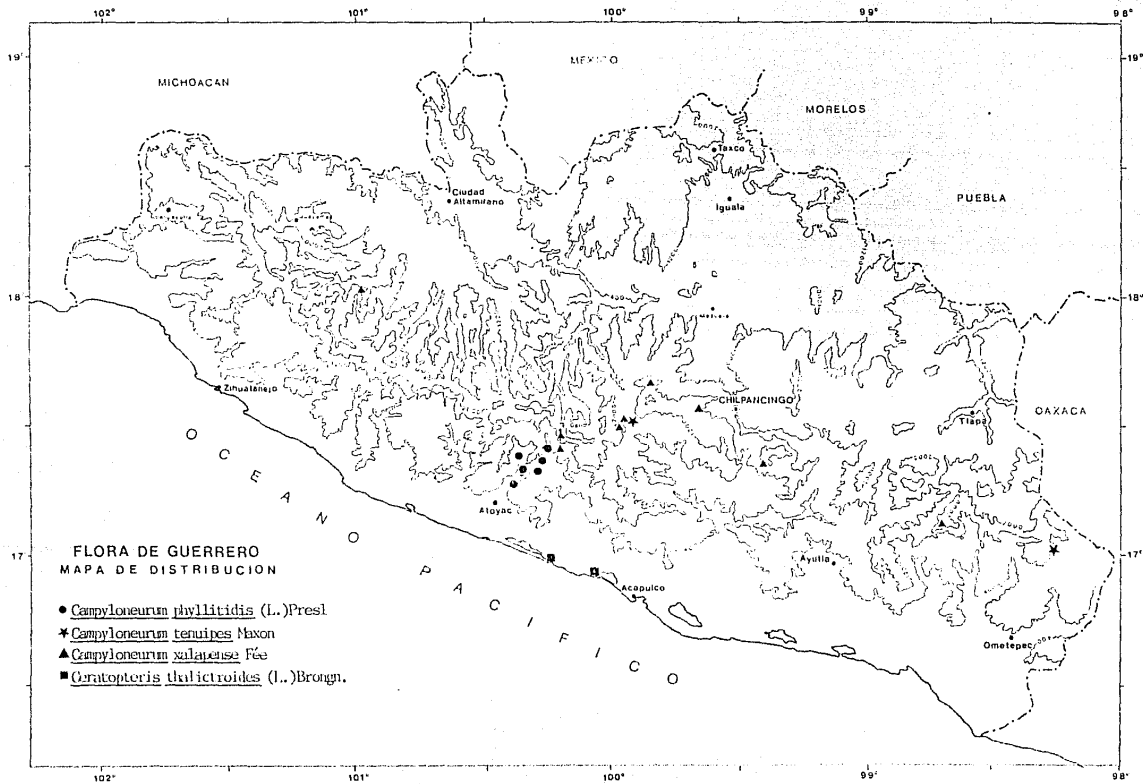 102° 101° 100° 99° 98°
19° 19°
MICHOACAN
MEXICO
MORELOS
Taxco
Ciudad
Altamirano
Iguala
PUEBLA
18° 18°
Zihuatanejo
CHILPANCINGO
Tlapa
OAXACA
OCEANO PACIFICO
Atoyac
17° 17°
Ayutla
Acapulco
Ometepec
FLORA DE GUERRERO
MAPA DE DISTRIBUCION
Campyloneurum phyllitidis (L.)Presl
Campyloneurum tenuipes Maxon
Campyloneurum xalapense Fée
Ceratopteris thalictroides (L.)Brongn.
102° 101° 100° 99° 98°